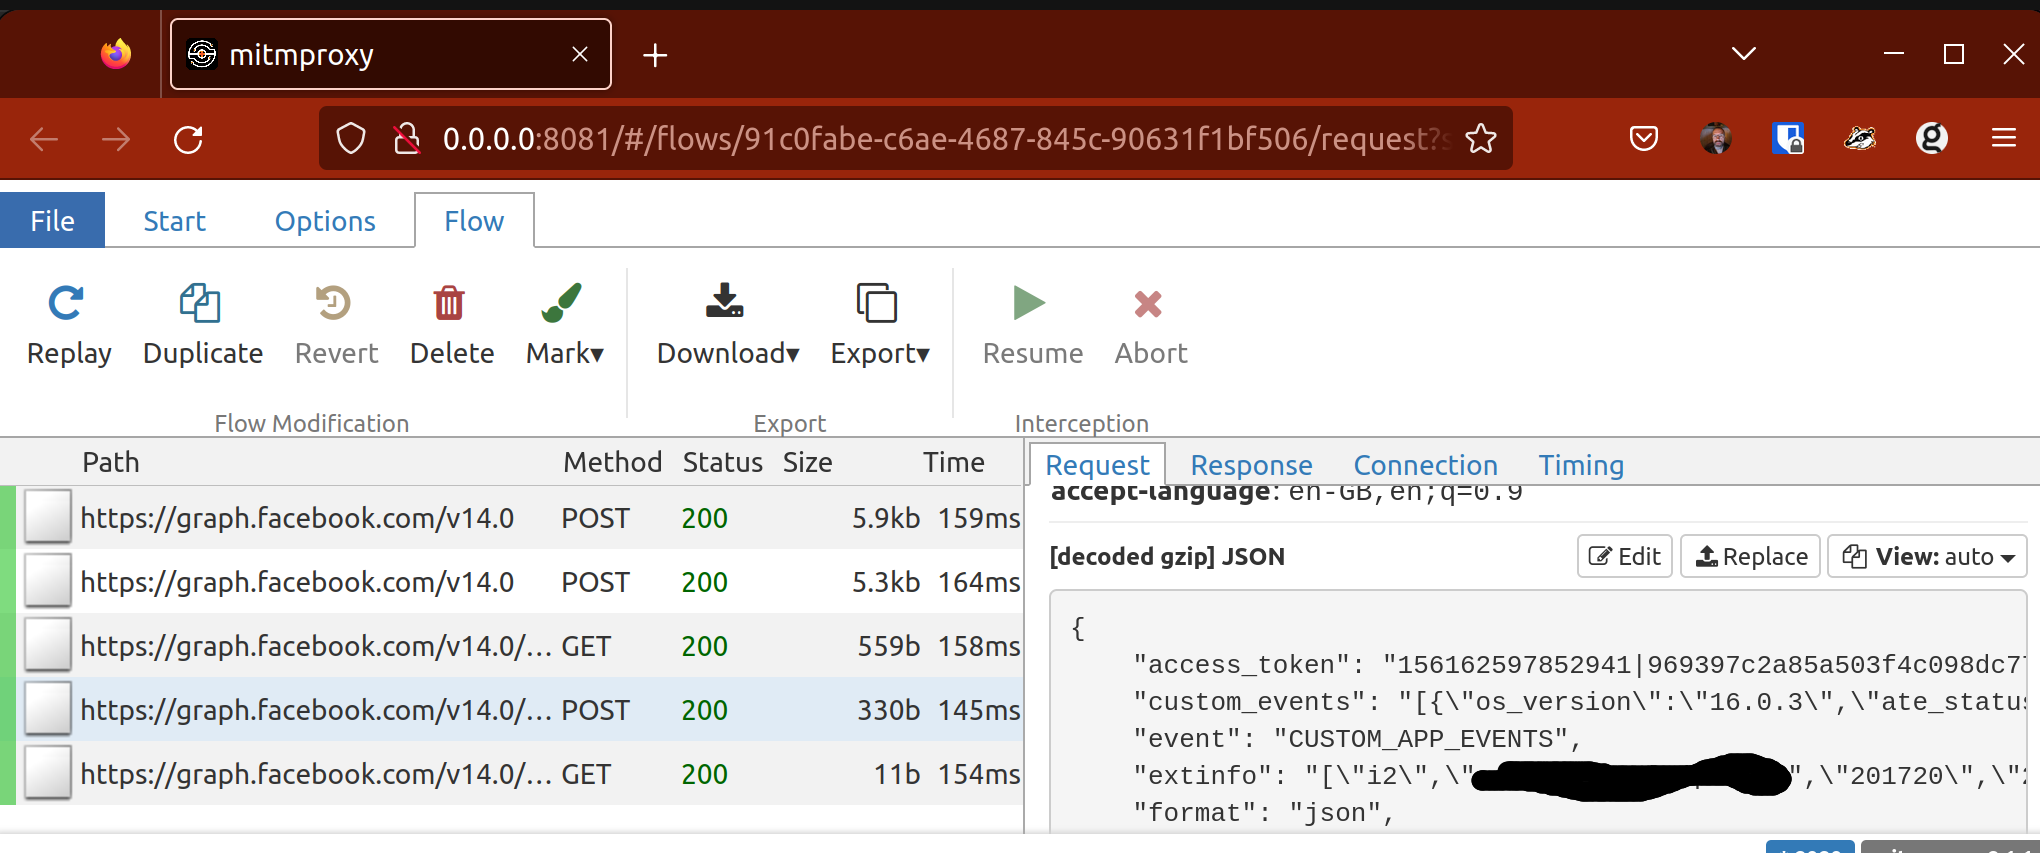 mitmproxy
0.0.0.0:8081/#/flows/91c0fabe-c6ae-4687-845c-90631f1bf506/request?
File Start Options Flow
Replay Duplicate Revert Delete Mark▾ Download▾ Export▾ Resume Abort
Flow Modification Export Interception
Path Method Status Size Time
https://graph.facebook.com/v14.0 POST 200 5.9kb 159ms
https://graph.facebook.com/v14.0 POST 200 5.3kb 164ms
https://graph.facebook.com/v14.0/... GET 200 559b 158ms
https://graph.facebook.com/v14.0/... POST 200 330b 145ms
https://graph.facebook.com/v14.0/... GET 200 11b 154ms
Request Response Connection Timing
accept-language: en-GB,en;q=0.9
[decoded gzip] JSON Edit Replace View: auto
{
"access_token": "156162597852941|969397c2a85a503f4c098dc7
"custom_events": "[{\"os_version\":\"16.0.3\",\"ate_status
"event": "CUSTOM_APP_EVENTS",
"extinfo": "[\"i2\",\" ",\"201720\",\"
"format": "json",